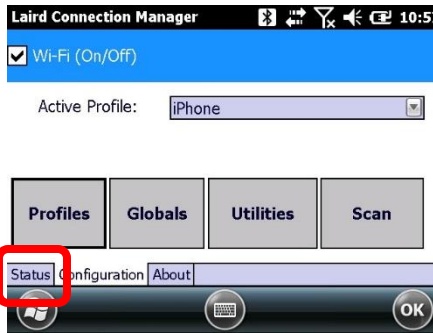 Laird Connection Manager 10:5
Wi-Fi (On/Off)
Active Profile: iPhone
Profiles Globals Utilities Scan
Status Configuration About
OK